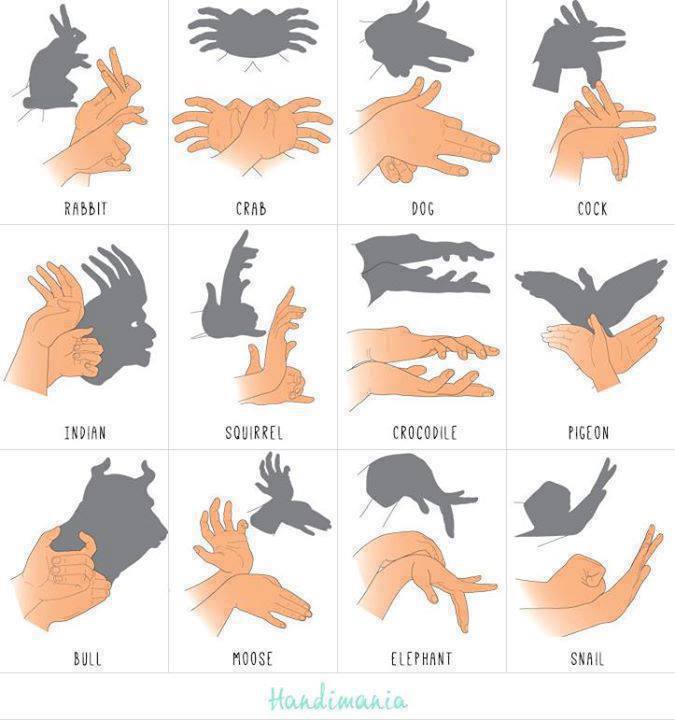 RABBIT
CRAB
DOG
COCK
INDIAN
SQUIRREL
CROCODILE
PIGEON
BULL
MOOSE
ELEPHANT
SNAIL
Handimania